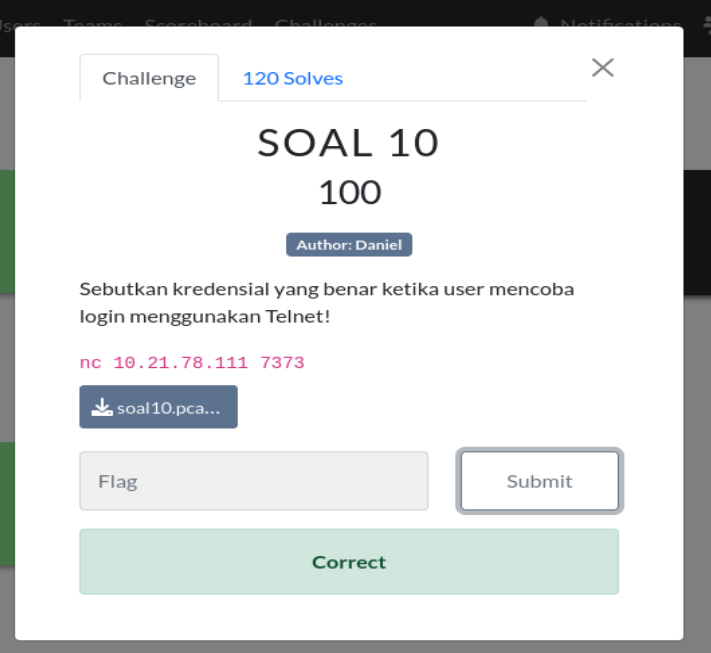 Users Teams Scoreboard Challenges Notifications
Challenge
120 Solves
SOAL 10
100
Author: Daniel
Sebutkan kredensial yang benar ketika user mencoba
login menggunakan Telnet!
nc 10.21.78.111 7373
soal10.pca...
Flag
Submit
Correct